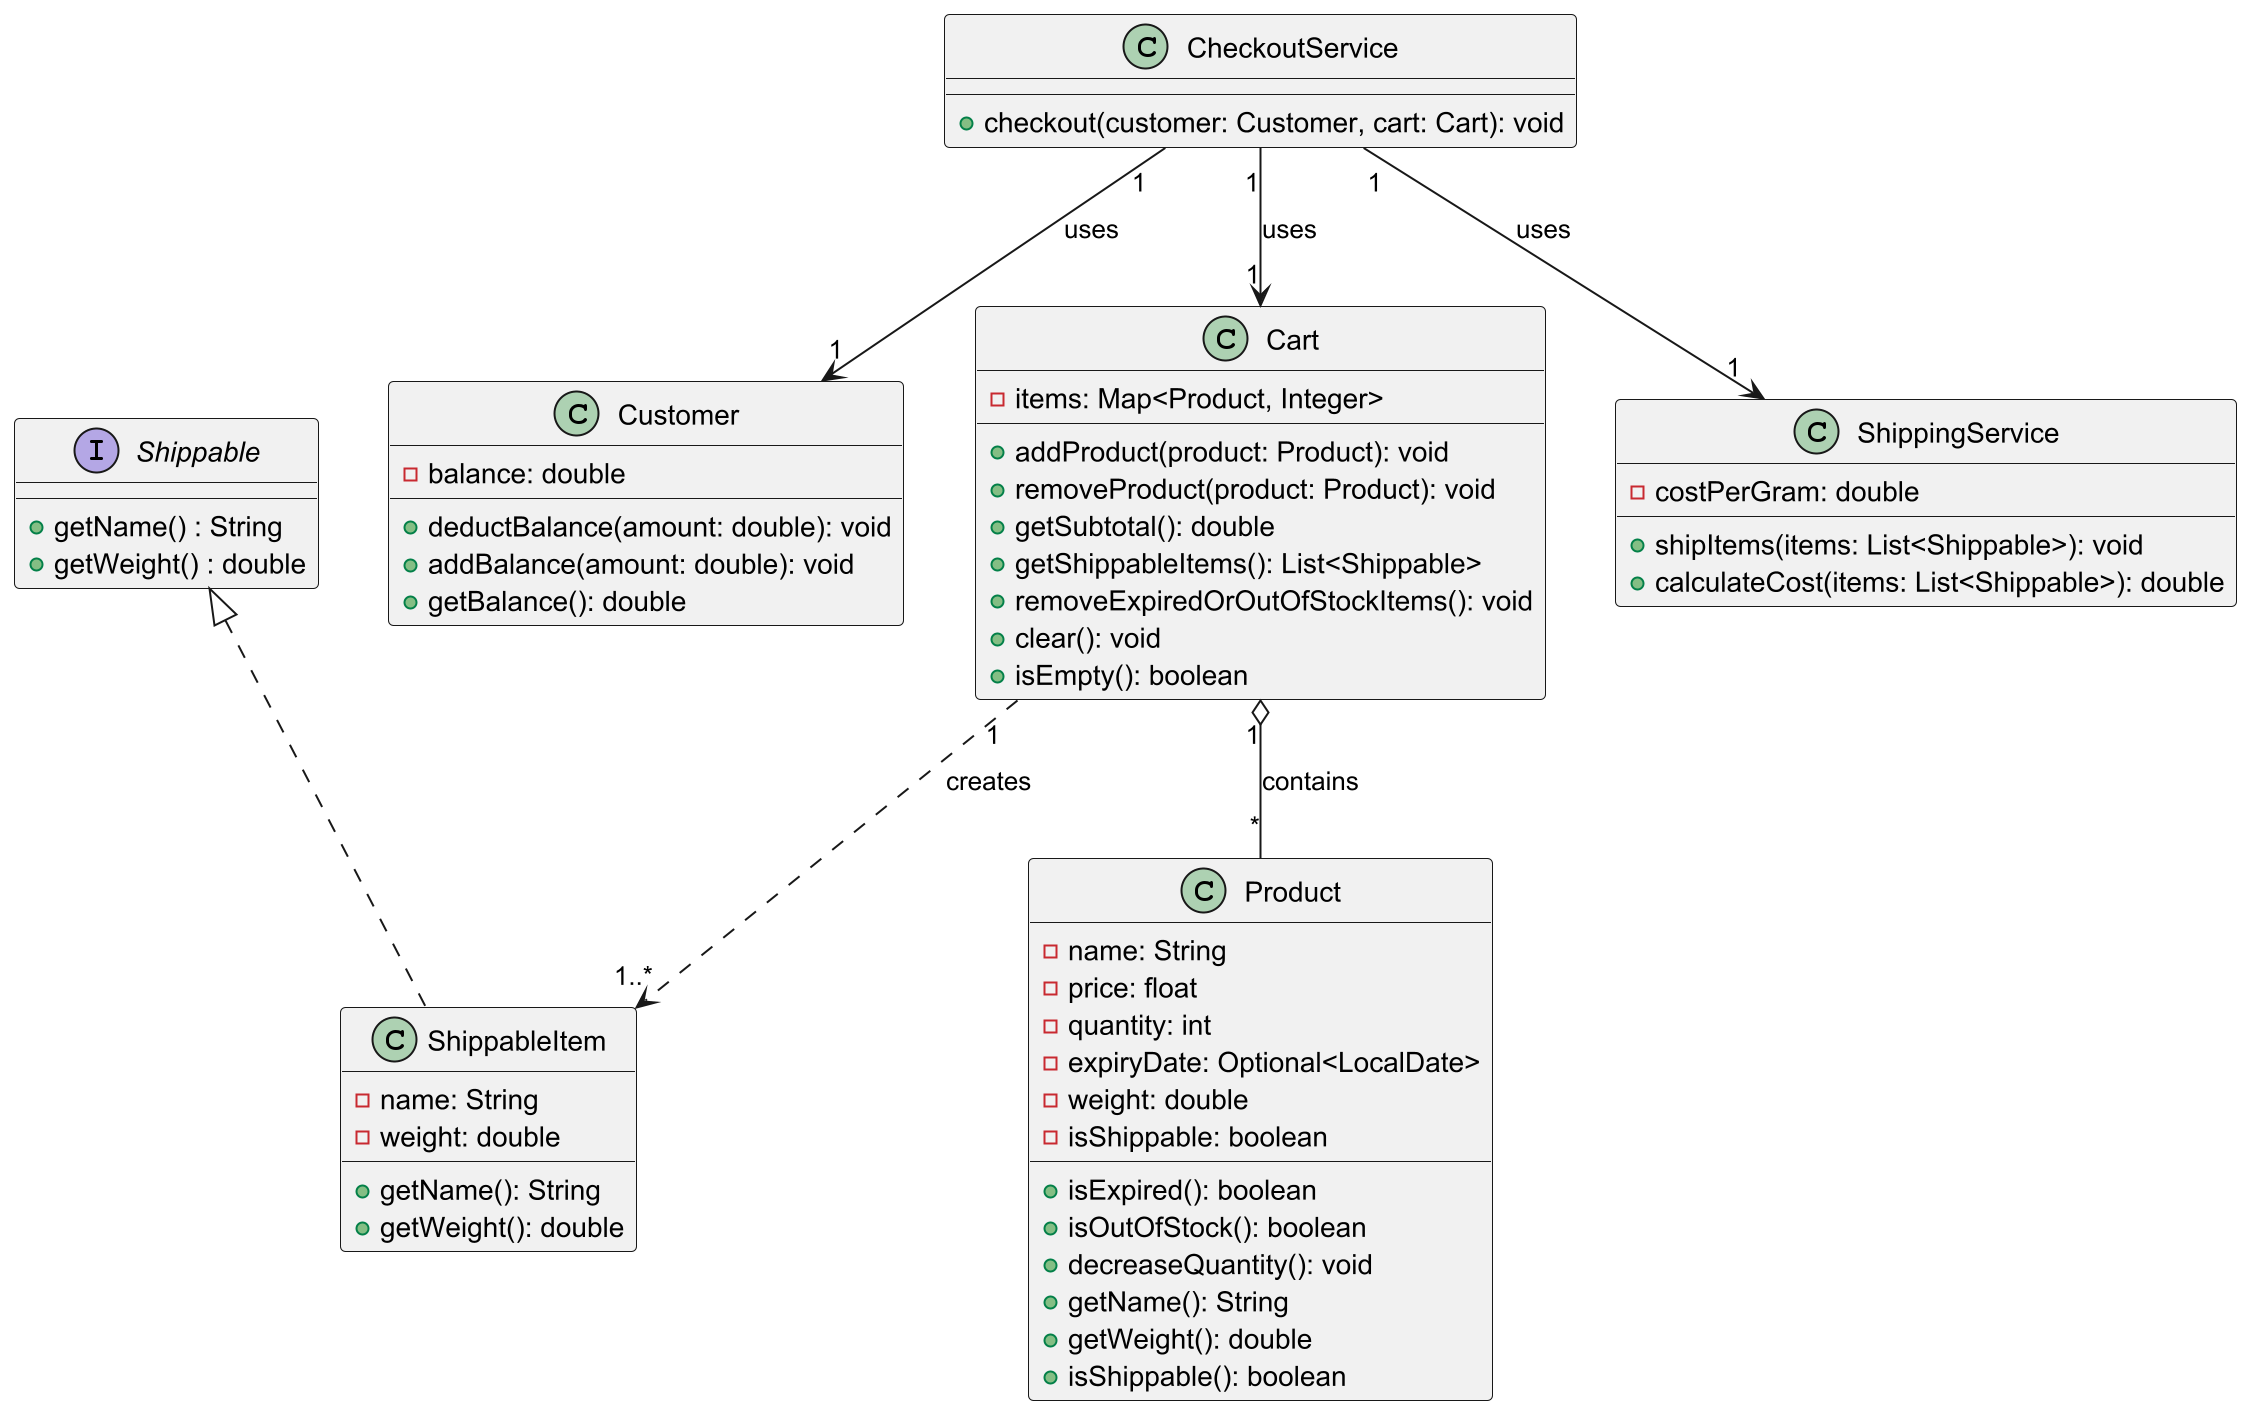 C CheckoutService
checkout(customer: Customer, cart: Cart): void
1
1
1
uses
uses
uses
1
1
1
I Shippable
getName() : String
getWeight() : double
C Customer
balance: double
deductBalance(amount: double): void
addBalance(amount: double): void
getBalance(): double
C Cart
items: Map<Product, Integer>
addProduct(product: Product): void
removeProduct(product: Product): void
getSubtotal(): double
getShippableItems(): List<Shippable>
removeExpiredOrOutOfStockItems(): void
clear(): void
isEmpty(): boolean
C ShippingService
costPerGram: double
shipItems(items: List<Shippable>): void
calculateCost(items: List<Shippable>): double
1
1
creates
contains
*
1..*
C ShippableItem
name: String
weight: double
getName(): String
getWeight(): double
C Product
name: String
price: float
quantity: int
expiryDate: Optional<LocalDate>
weight: double
isShippable: boolean
isExpired(): boolean
isOutOfStock(): boolean
decreaseQuantity(): void
getName(): String
getWeight(): double
isShippable(): boolean